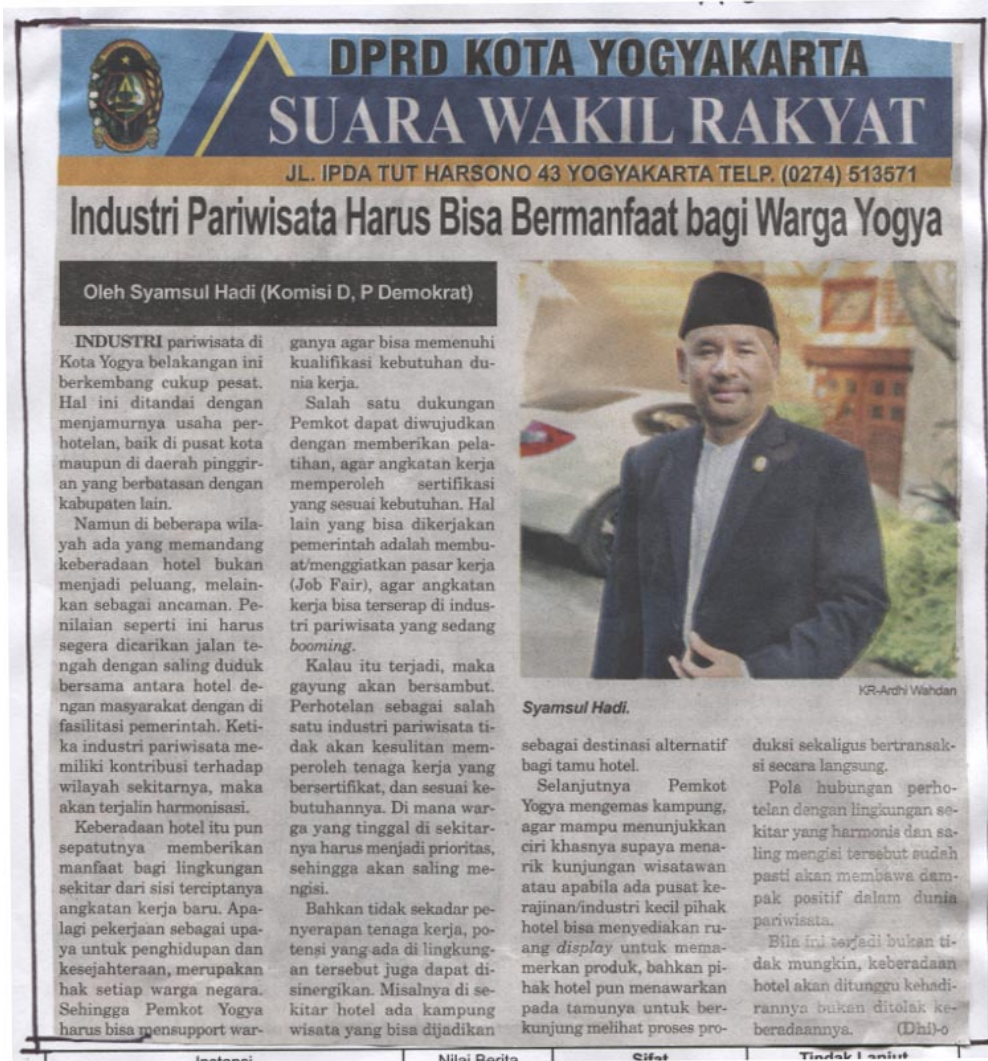 DPRD KOTA YOGYAKARTA
SUARA WAKIL RAKYAT
JL. IPDA TUT HARSONO 43 YOGYAKARTA TELP. (0274) 513571
Industri Pariwisata Harus Bisa Bermanfaat bagi Warga Yogya
Oleh Syamsul Hadi (Komisi D, P Demokrat)
INDUSTRI pariwisata di
Kota Yogya belakangan ini
berkembang cukup pesat.
Hal ini ditandai dengan
menjamurnya usaha per-
hotelan, baik di pusat kota
maupun di daerah pinggir-
an yang berbatasan dengan
kabupaten lain.
Namun di beberapa wila-
yah ada yang memandang
keberadaan hotel bukan
menjadi peluang, melain-
kan sebagai ancaman. Pe-
nilaian seperti ini harus
segera dicarikan jalan te-
ngah dengan saling duduk
bersama antara hotel de-
ngan masyarakat dengan di
fasilitasi pemerintah. Keti-
ka industri pariwisata me-
miliki kontribusi terhadap
wilayah sekitarnya, maka
akan terjalin harmonisasi.
Keberadaan hotel itu pun
sepatutnya memberikan
manfaat bagi lingkungan
sekitar dari sisi terciptanya
angkatan kerja baru. Apa-
lagi pekerjaan sebagai upa-
ya untuk penghidupan dan
kesejahteraan, merupakan
hak setiap warga negara.
Sehingga Pemkot Yogya
harus bisa mensupport war-
ganya agar bisa memenuhi
kualifikasi kebutuhan du-
nia kerja.
Salah satu dukungan
Pemkot dapat diwujudkan
dengan memberikan pela-
tihan, agar angkatan kerja
memperoleh sertifikasi
yang sesuai kebutuhan. Hal
lain yang bisa dikerjakan
pemerintah adalah membu-
at/menggiatkan pasar kerja
(Job Fair), agar angkatan
kerja bisa terserap di indus-
tri pariwisata yang sedang
booming.
Kalau itu terjadi, maka
gayung akan bersambut.
Perhotelan sebagai salah
satu industri pariwisata ti-
dak akan kesulitan mem-
peroleh tenaga kerja yang
bersertifikat, dan sesuai ke-
butuhannya. Di mana war-
ga yang tinggal di sekitar-
nya harus menjadi prioritas,
sehingga akan saling me-
ngisi.
Bahkan tidak sekadar pe-
nyerapan tenaga kerja, po-
tensi yang ada di lingkung-
an tersebut juga dapat di-
sinergikan. Misalnya di se-
kitar hotel ada kampung
wisata yang bisa dijadikan
KR-Ardhi Wahdan
Syamsul Hadi.
sebagai destinasi alternatif
bagi tamu hotel.
Selanjutnya Pemkot
Yogya mengemas kampung,
agar mampu menunjukkan
ciri khasnya supaya mena-
rik kunjungan wisatawan
atau apabila ada pusat ke-
rajinan/industri kecil pihak
hotel bisa menyediakan ru-
ang display untuk mema-
merkan produk, bahkan pi-
hak hotel pun menawarkan
pada tamunya untuk ber-
kunjung melihat proses pro-
duksi sekaligus bertransak-
si secara langsung.
Pola hubungan perho-
telan dengan lingkungan se-
kitar yang harmonis dan sa-
ling mengisi tersebut sudah
pasti akan membawa dam-
pak positif dalam dunia
pariwisata.
Bila ini terjadi bukan ti-
dak mungkin, keberadaan
hotel akan ditunggu kehadi-
rannya bukan ditolak ke-
beradaannya. (Dhi)-o
Instansi Nilai Berita Sifat Tindak Lanjut